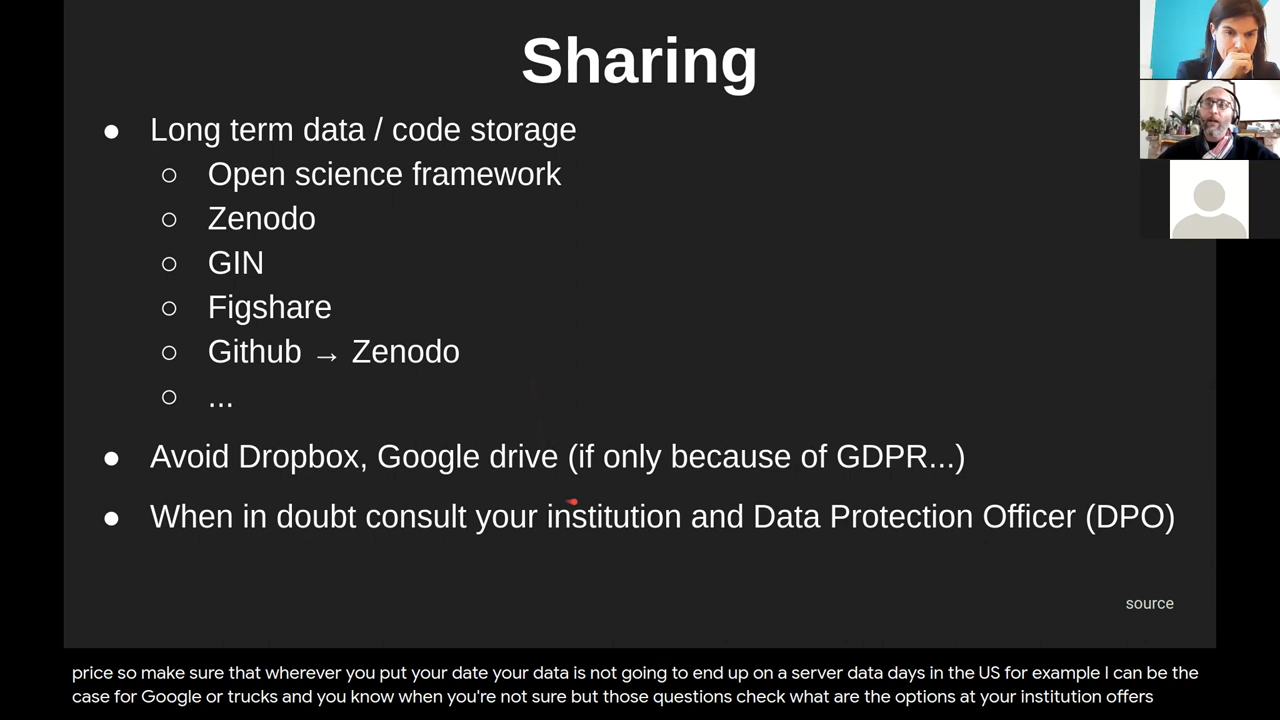 Sharing
● Long term data / code storage
○ Open science framework
○ Zenodo
○ GIN
○ Figshare
○ Github → Zenodo
○ ...
● Avoid Dropbox, Google drive (if only because of GDPR...)
● When in doubt consult your institution and Data Protection Officer (DPO)
source
price so make sure that wherever you put your date your data is not going to end up on a server data days in the US for example I can be the
case for Google or trucks and you know when you're not sure but those questions check what are the options at your institution offers